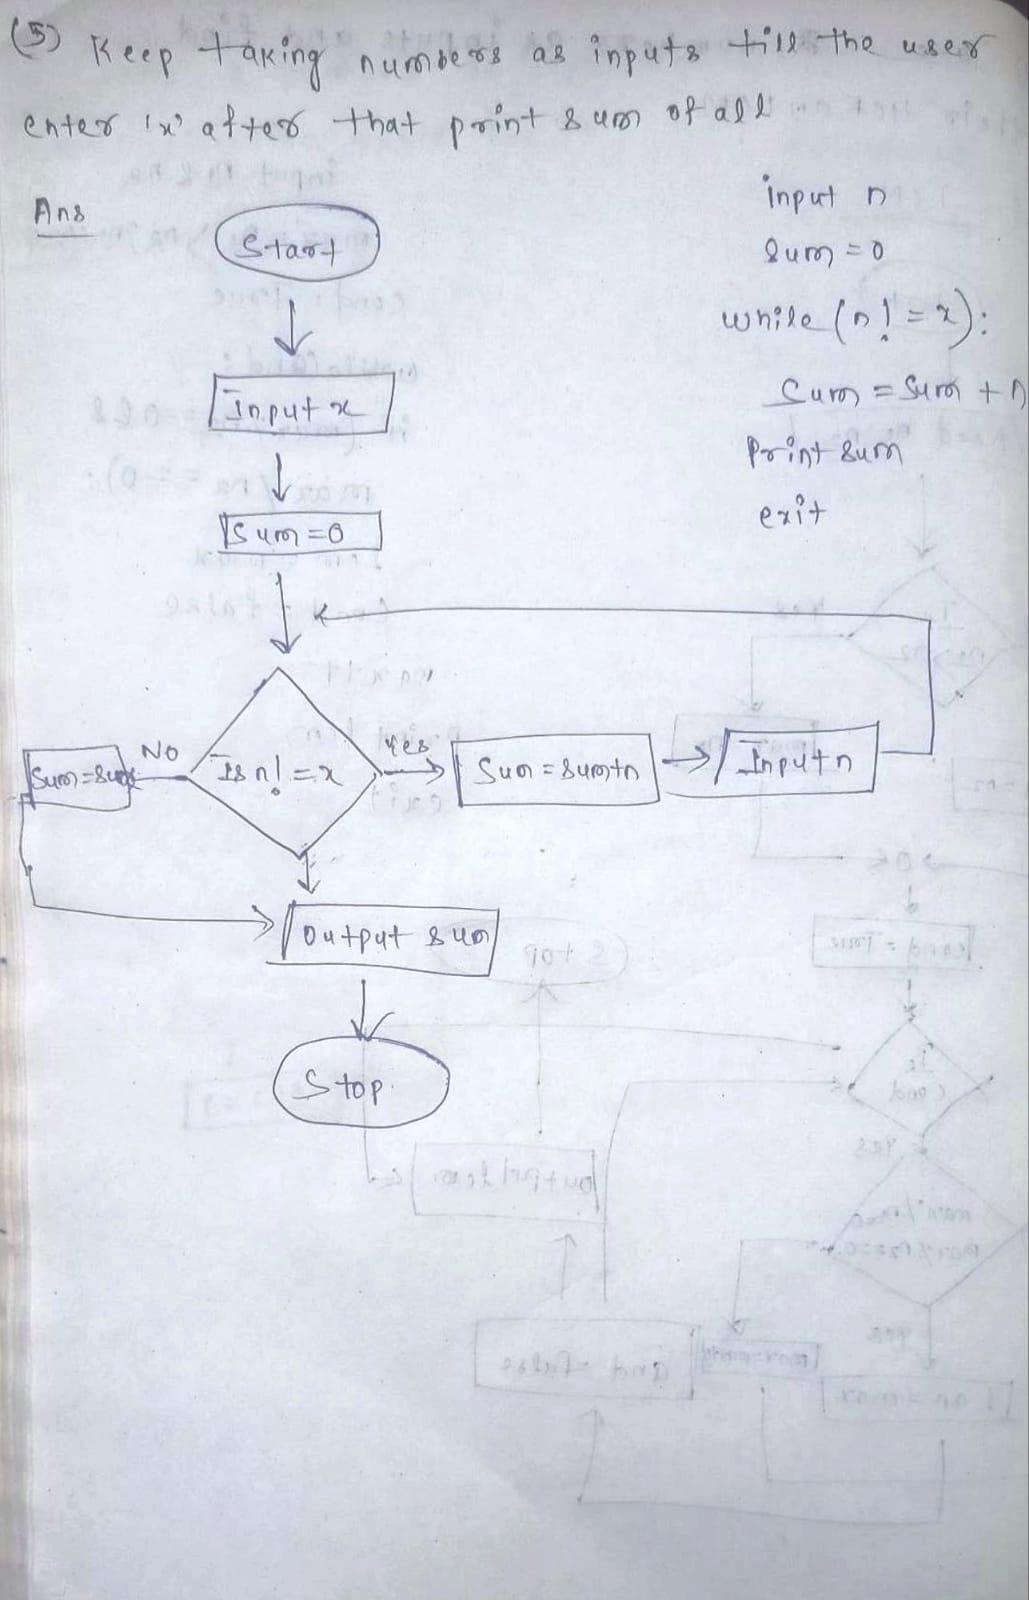 (5) Keep taking numbers as inputs till the user
enter 'x' after that print sum of all
Ans
Start
Input x
Sum=0
Is n!=x
No
Yes
Sum=sum+n
Input n
Output sum
Stop
input n
sum=0
while (n!=x):
Sum=Sum+n
Print sum
exit